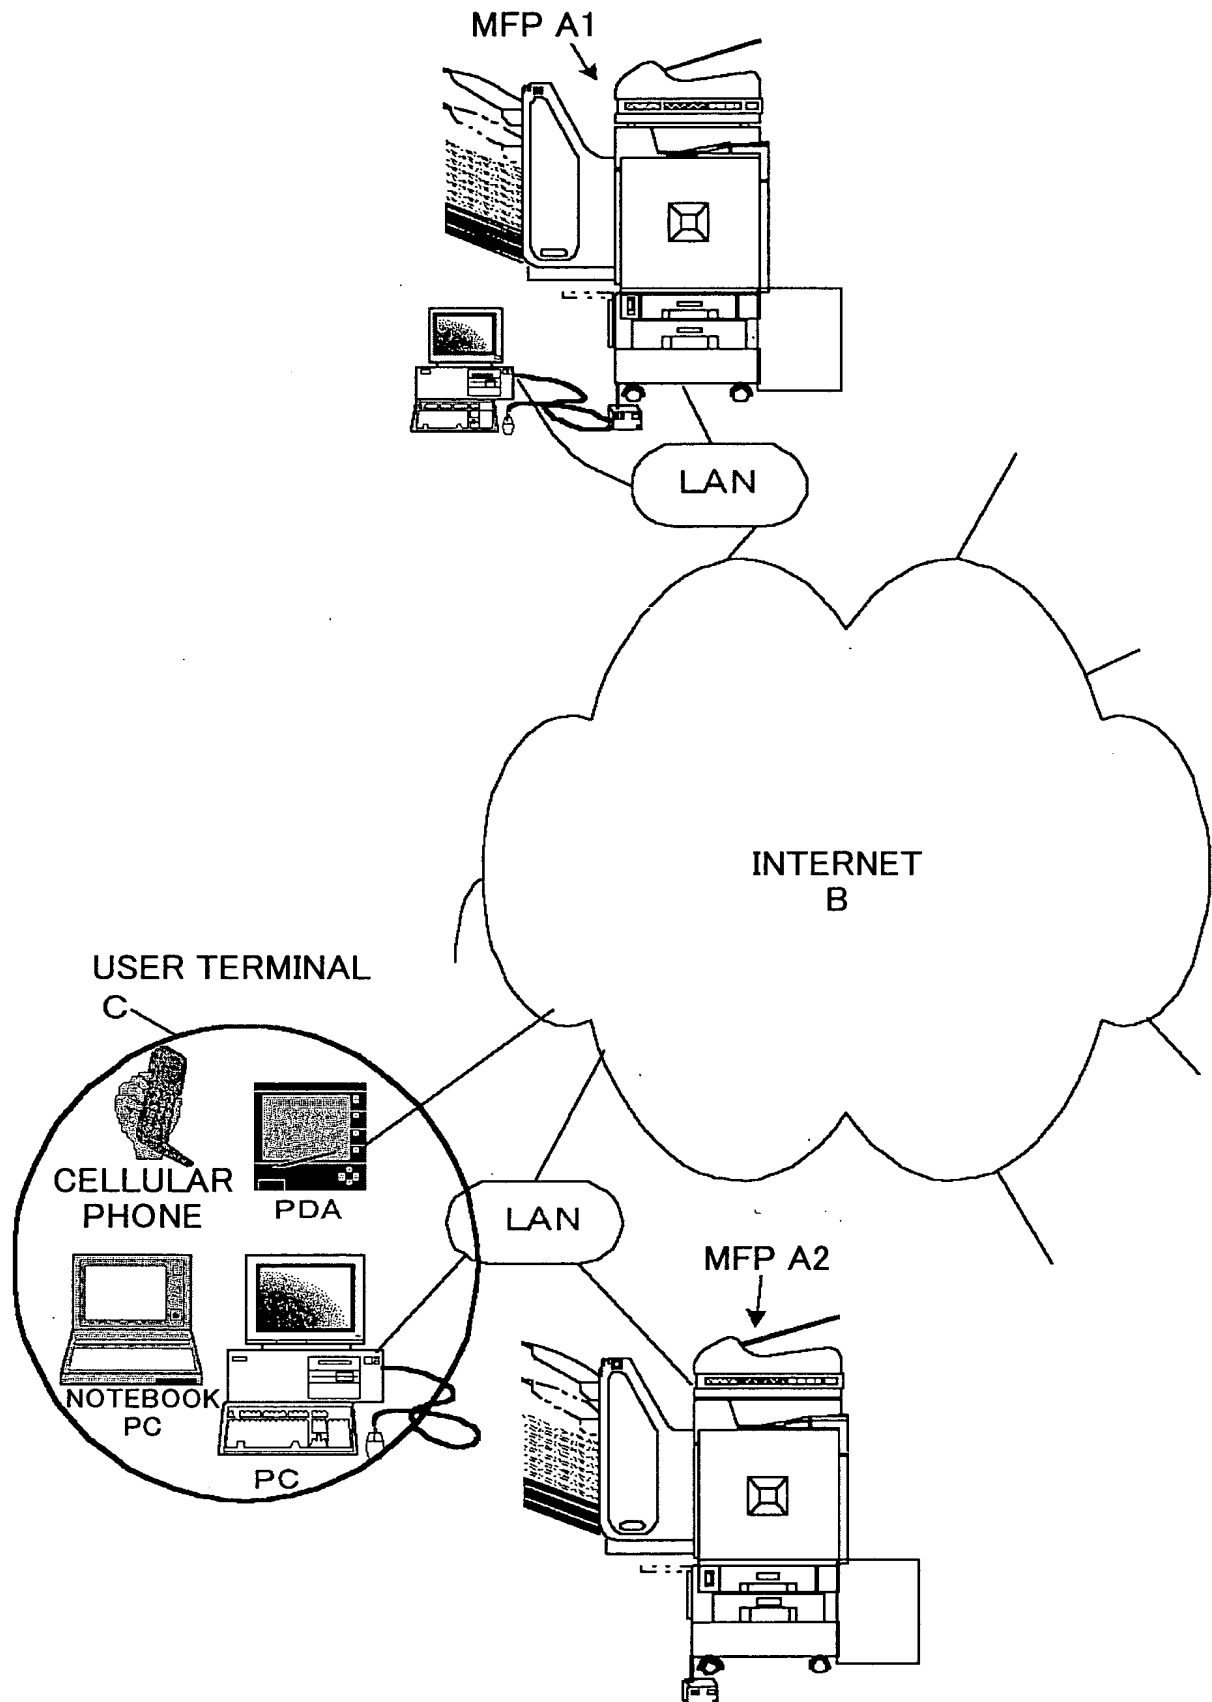 MFP A1
LAN
INTERNET
B
USER TERMINAL
C
CELLULAR
PHONE
PDA
LAN
MFP A2
NOTEBOOK
PC
PC